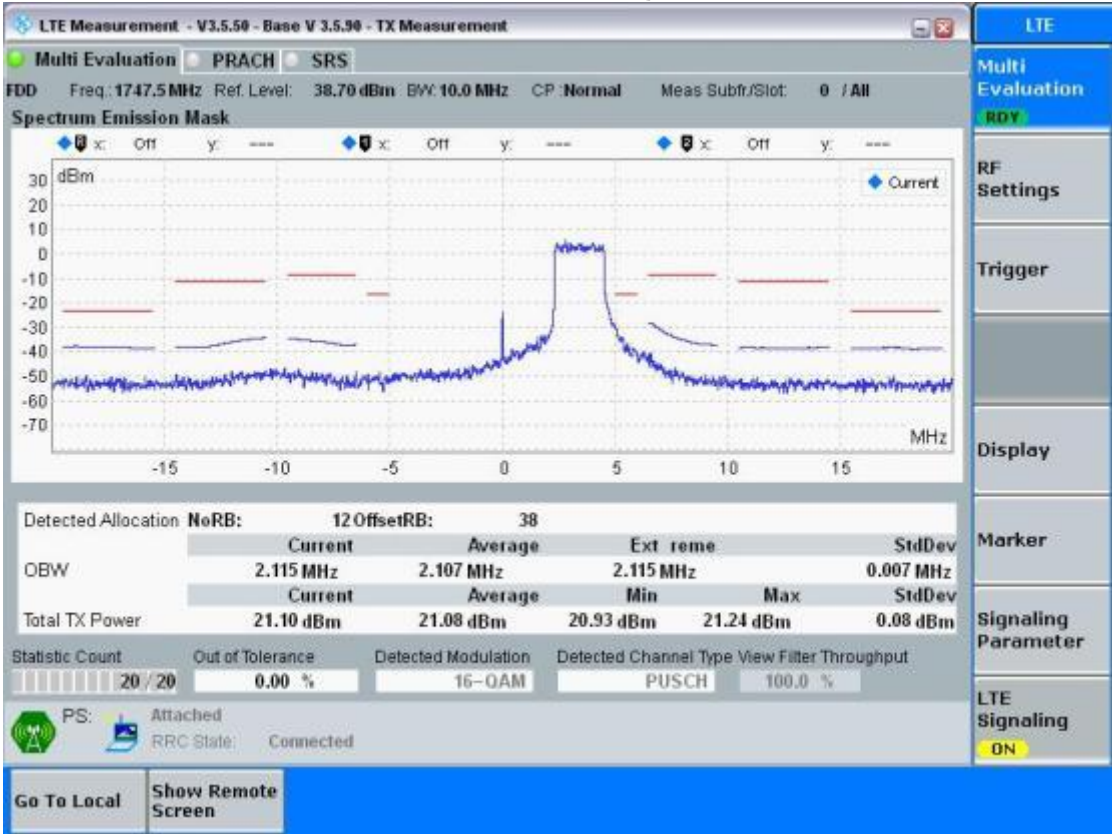 LTE Measurement - V3.5.50 - Base V 3.5.90 - TX Measurement
LTE
Multi Evaluation PRACH SRS
Multi
Evaluation
RDY
FDD Freq.: 1747.5 MHz Ref. Level: 38.70 dBm BW: 10.0 MHz CP :Normal Meas Subfr./Slot: 0 / All
Spectrum Emission Mask
x: Off y: --- x: Off y: --- x: Off y: ---
dBm
Current
30
20
10
0
-10
-20
-30
-40
-50
-60
-70
MHz
-15 -10 -5 0 5 10 15
RF
Settings
Trigger
Display
Marker
Signaling
Parameter
LTE
Signaling
ON
Detected Allocation NoRB: 12 OffsetRB: 38
Current Average Ext reme StdDev
OBW 2.115 MHz 2.107 MHz 2.115 MHz 0.007 MHz
Current Average Min Max StdDev
Total TX Power 21.10 dBm 21.08 dBm 20.93 dBm 21.24 dBm 0.08 dBm
Statistic Count Out of Tolerance Detected Modulation Detected Channel Type View Filter Throughput
20 / 20 0.00 % 16-QAM PUSCH 100.0 %
PS: Attached
RRC State: Connected
Go To Local
Show Remote
Screen